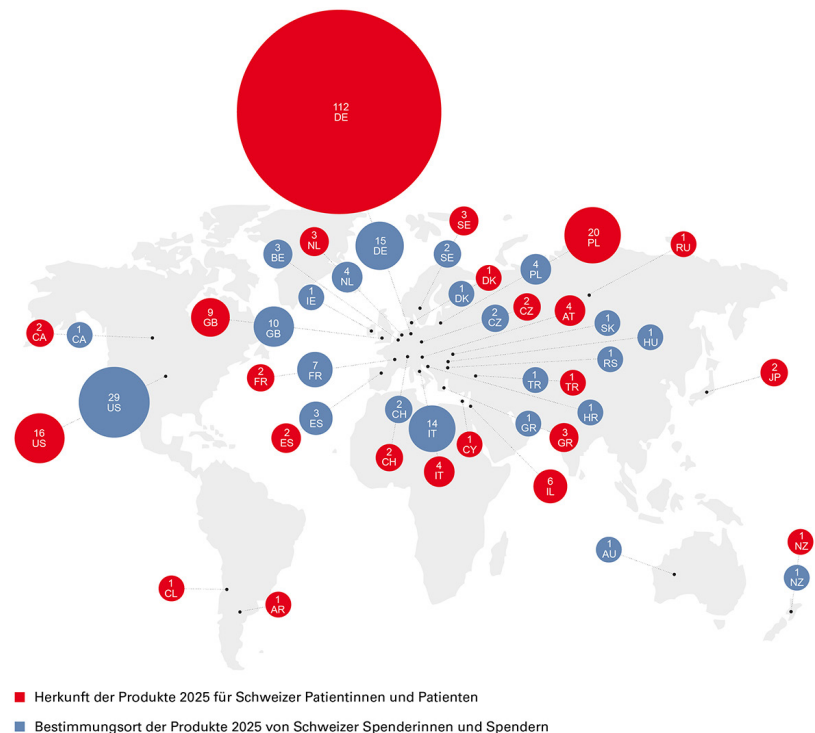 112
DE
3
SE
20
PL
1
RU
3
NL
15
DE
3
BE
2
SE
4
NL
1
DK
4
PL
1
IE
1
DK
2
CZ
4
AT
9
GB
10
GB
2
CZ
1
SK
2
CA
1
CA
1
HU
7
FR
1
RS
2
FR
1
TR
1
TR
2
JP
29
US
3
ES
2
CH
14
IT
1
GR
1
HR
16
US
2
ES
1
CY
3
GR
2
CH
4
IT
6
IL
1
AU
1
NZ
1
NZ
1
CL
1
AR
Herkunft der Produkte 2025 für Schweizer Patientinnen und Patienten
Bestimmungsort der Produkte 2025 von Schweizer Spenderinnen und Spendern